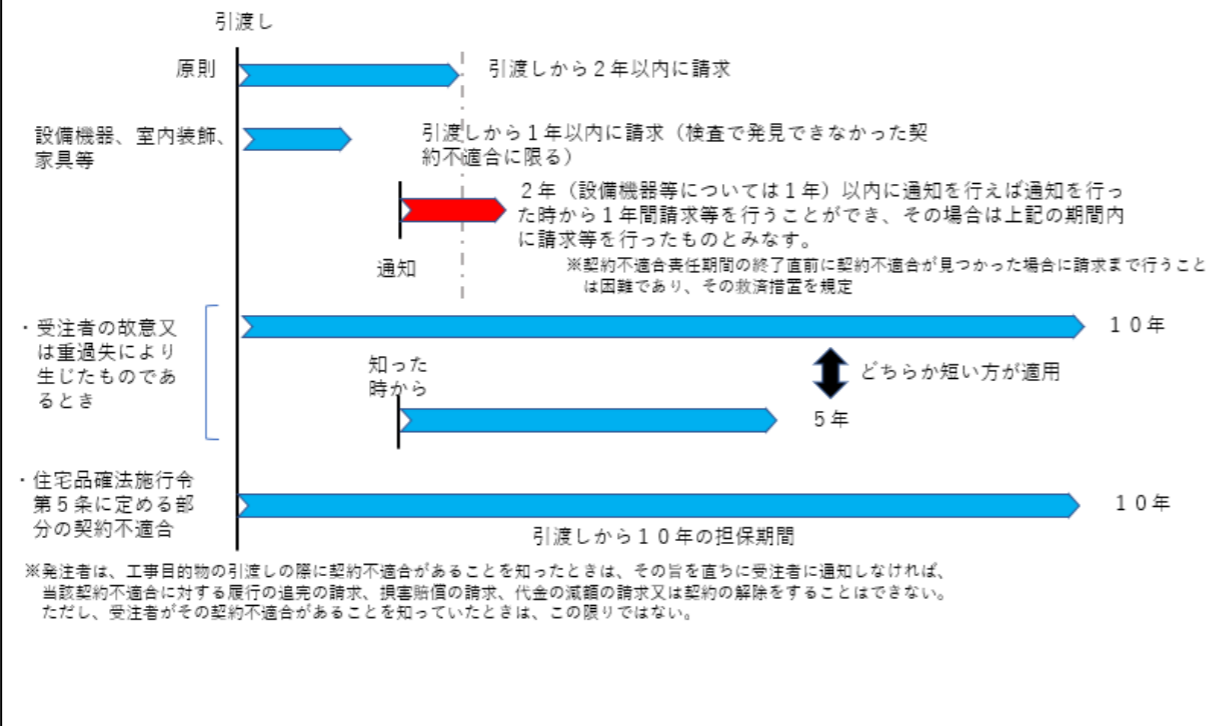 引渡し
原則
引渡しから２年以内に請求
設備機器、室内装飾、
家具等
引渡しから１年以内に請求（検査で発見できなかった契
約不適合に限る）
２年（設備機器等については１年）以内に通知を行えば通知を行っ
た時から１年間請求等を行うことができ、その場合は上記の期間内
に請求等を行ったものとみなす。
通知
※契約不適合責任期間の終了直前に契約不適合が見つかった場合に請求まで行うこと
は困難であり、その救済措置を規定
・受注者の故意又
は重過失により
生じたものであ
るとき
１０年
知った
時から
どちらか短い方が適用
５年
・住宅品確法施行令
第５条に定める部
分の契約不適合
１０年
引渡しから１０年の担保期間
※発注者は、工事目的物の引渡しの際に契約不適合があることを知ったときは、その旨を直ちに受注者に通知しなければ、
当該契約不適合に対する履行の追完の請求、損害賠償の請求、代金の減額の請求又は契約の解除をすることはできない。
ただし、受注者がその契約不適合があることを知っていたときは、この限りではない。